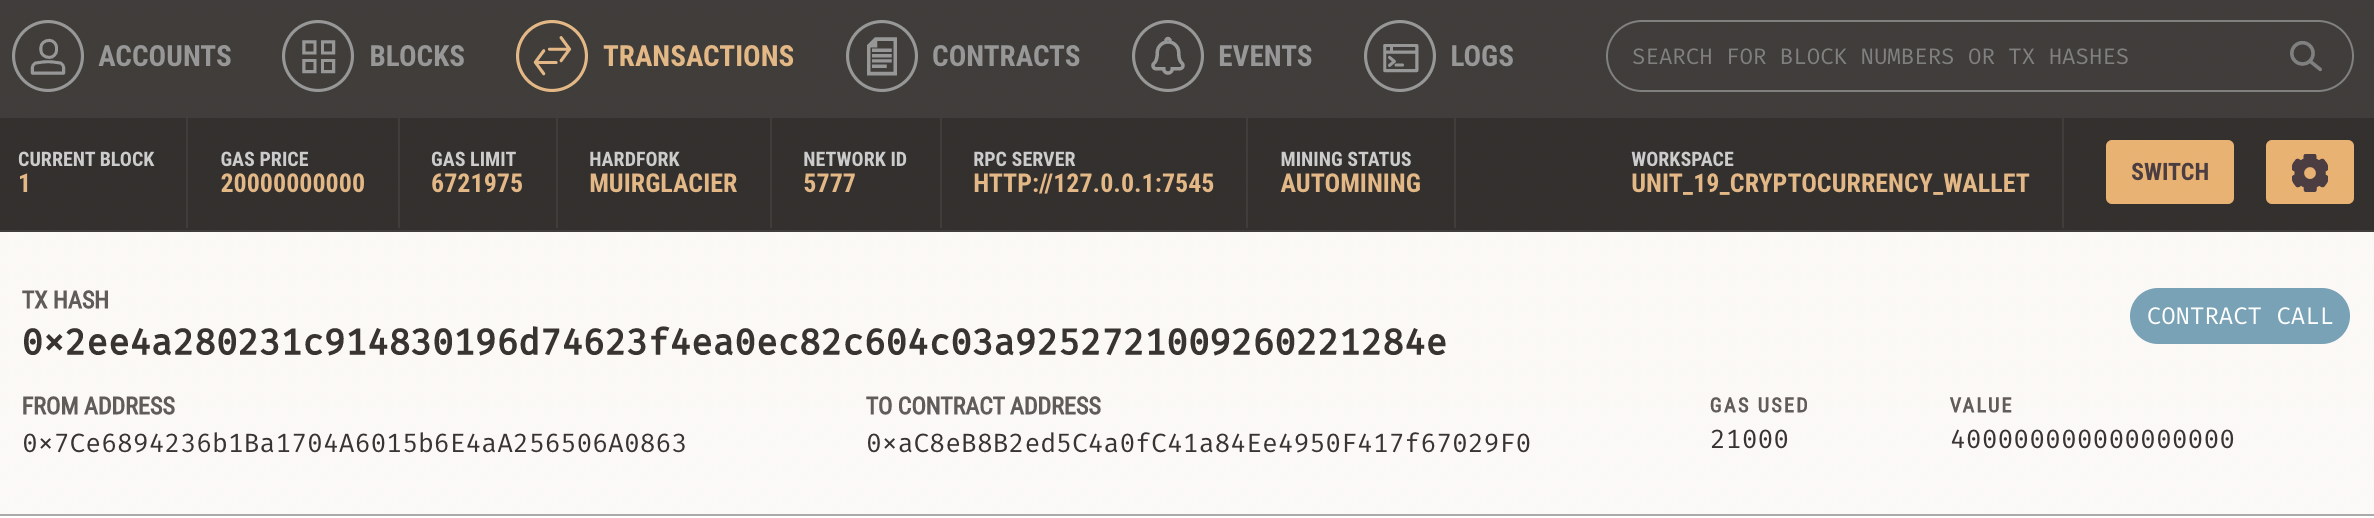 ACCOUNTS BLOCKS TRANSACTIONS CONTRACTS EVENTS LOGS SEARCH FOR BLOCK NUMBERS OR TX HASHES
CURRENT BLOCK GAS PRICE GAS LIMIT HARDFORK NETWORK ID RPC SERVER MINING STATUS WORKSPACE
1 20000000000 6721975 MUIRGLACIER 5777 HTTP://127.0.0.1:7545 AUTOMINING UNIT_19_CRYPTOCURRENCY_WALLET SWITCH
TX HASH
0×2ee4a280231c914830196d74623f4ea0ec82c604c03a9252721009260221284e CONTRACT CALL
FROM ADDRESS TO CONTRACT ADDRESS GAS USED VALUE
0×7Ce6894236b1Ba1704A6015b6E4aA256506A0863 0×aC8eB8B2ed5C4a0fC41a84Ee4950F417f67029F0 21000 400000000000000000